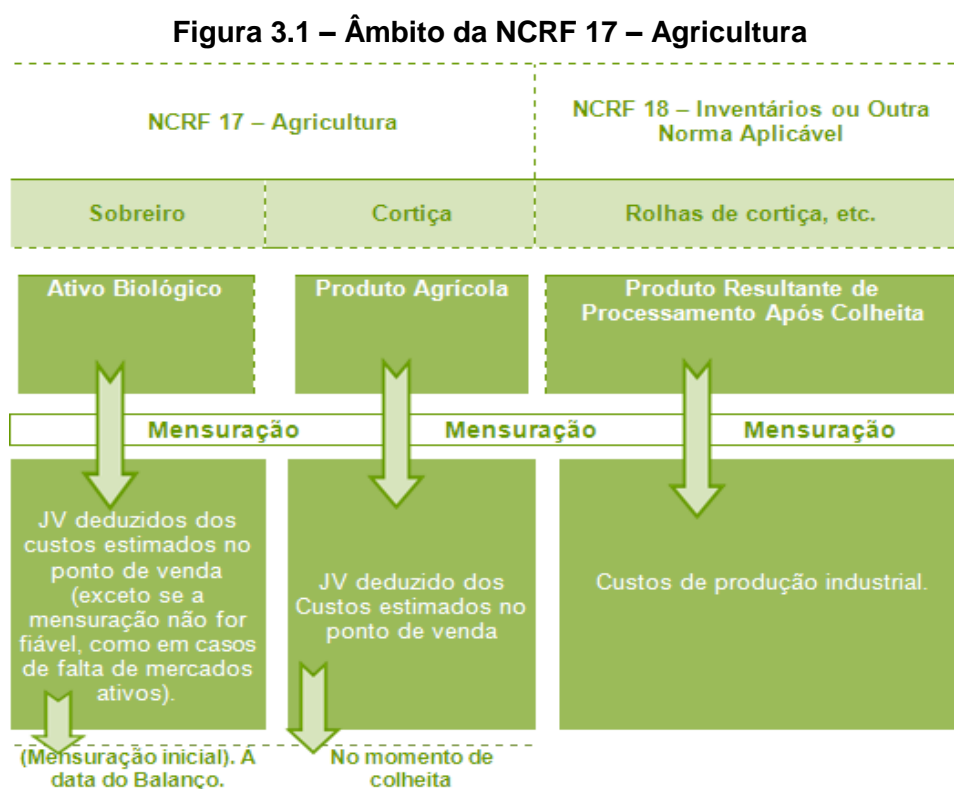 Figura 3.1 – Âmbito da NCRF 17 – Agricultura
NCRF 17 – Agricultura
NCRF 18 – Inventários ou Outra
Norma Aplicável
Sobreiro
Cortiça
Rolhas de cortiça, etc.
Ativo Biológico
Produto Agrícola
Produto Resultante de
Processamento Após Colheita
Mensuração
Mensuração
Mensuração
JV deduzidos dos
custos estimados no
ponto de venda
(exceto se a
mensuração não for
fiável, como em casos
de falta de mercados
ativos).
JV deduzido dos
Custos estimados no
ponto de venda
Custos de produção industrial.
(Mensuração inicial). Á
data do Balanço.
No momento de
colheita